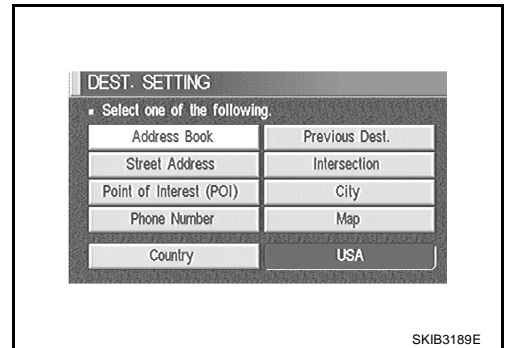 DEST. SETTING
▪ Select one of the following.
Address Book Previous Dest.
Street Address Intersection
Point of Interest (POI) City
Phone Number Map
Country USA
SKIB3189E